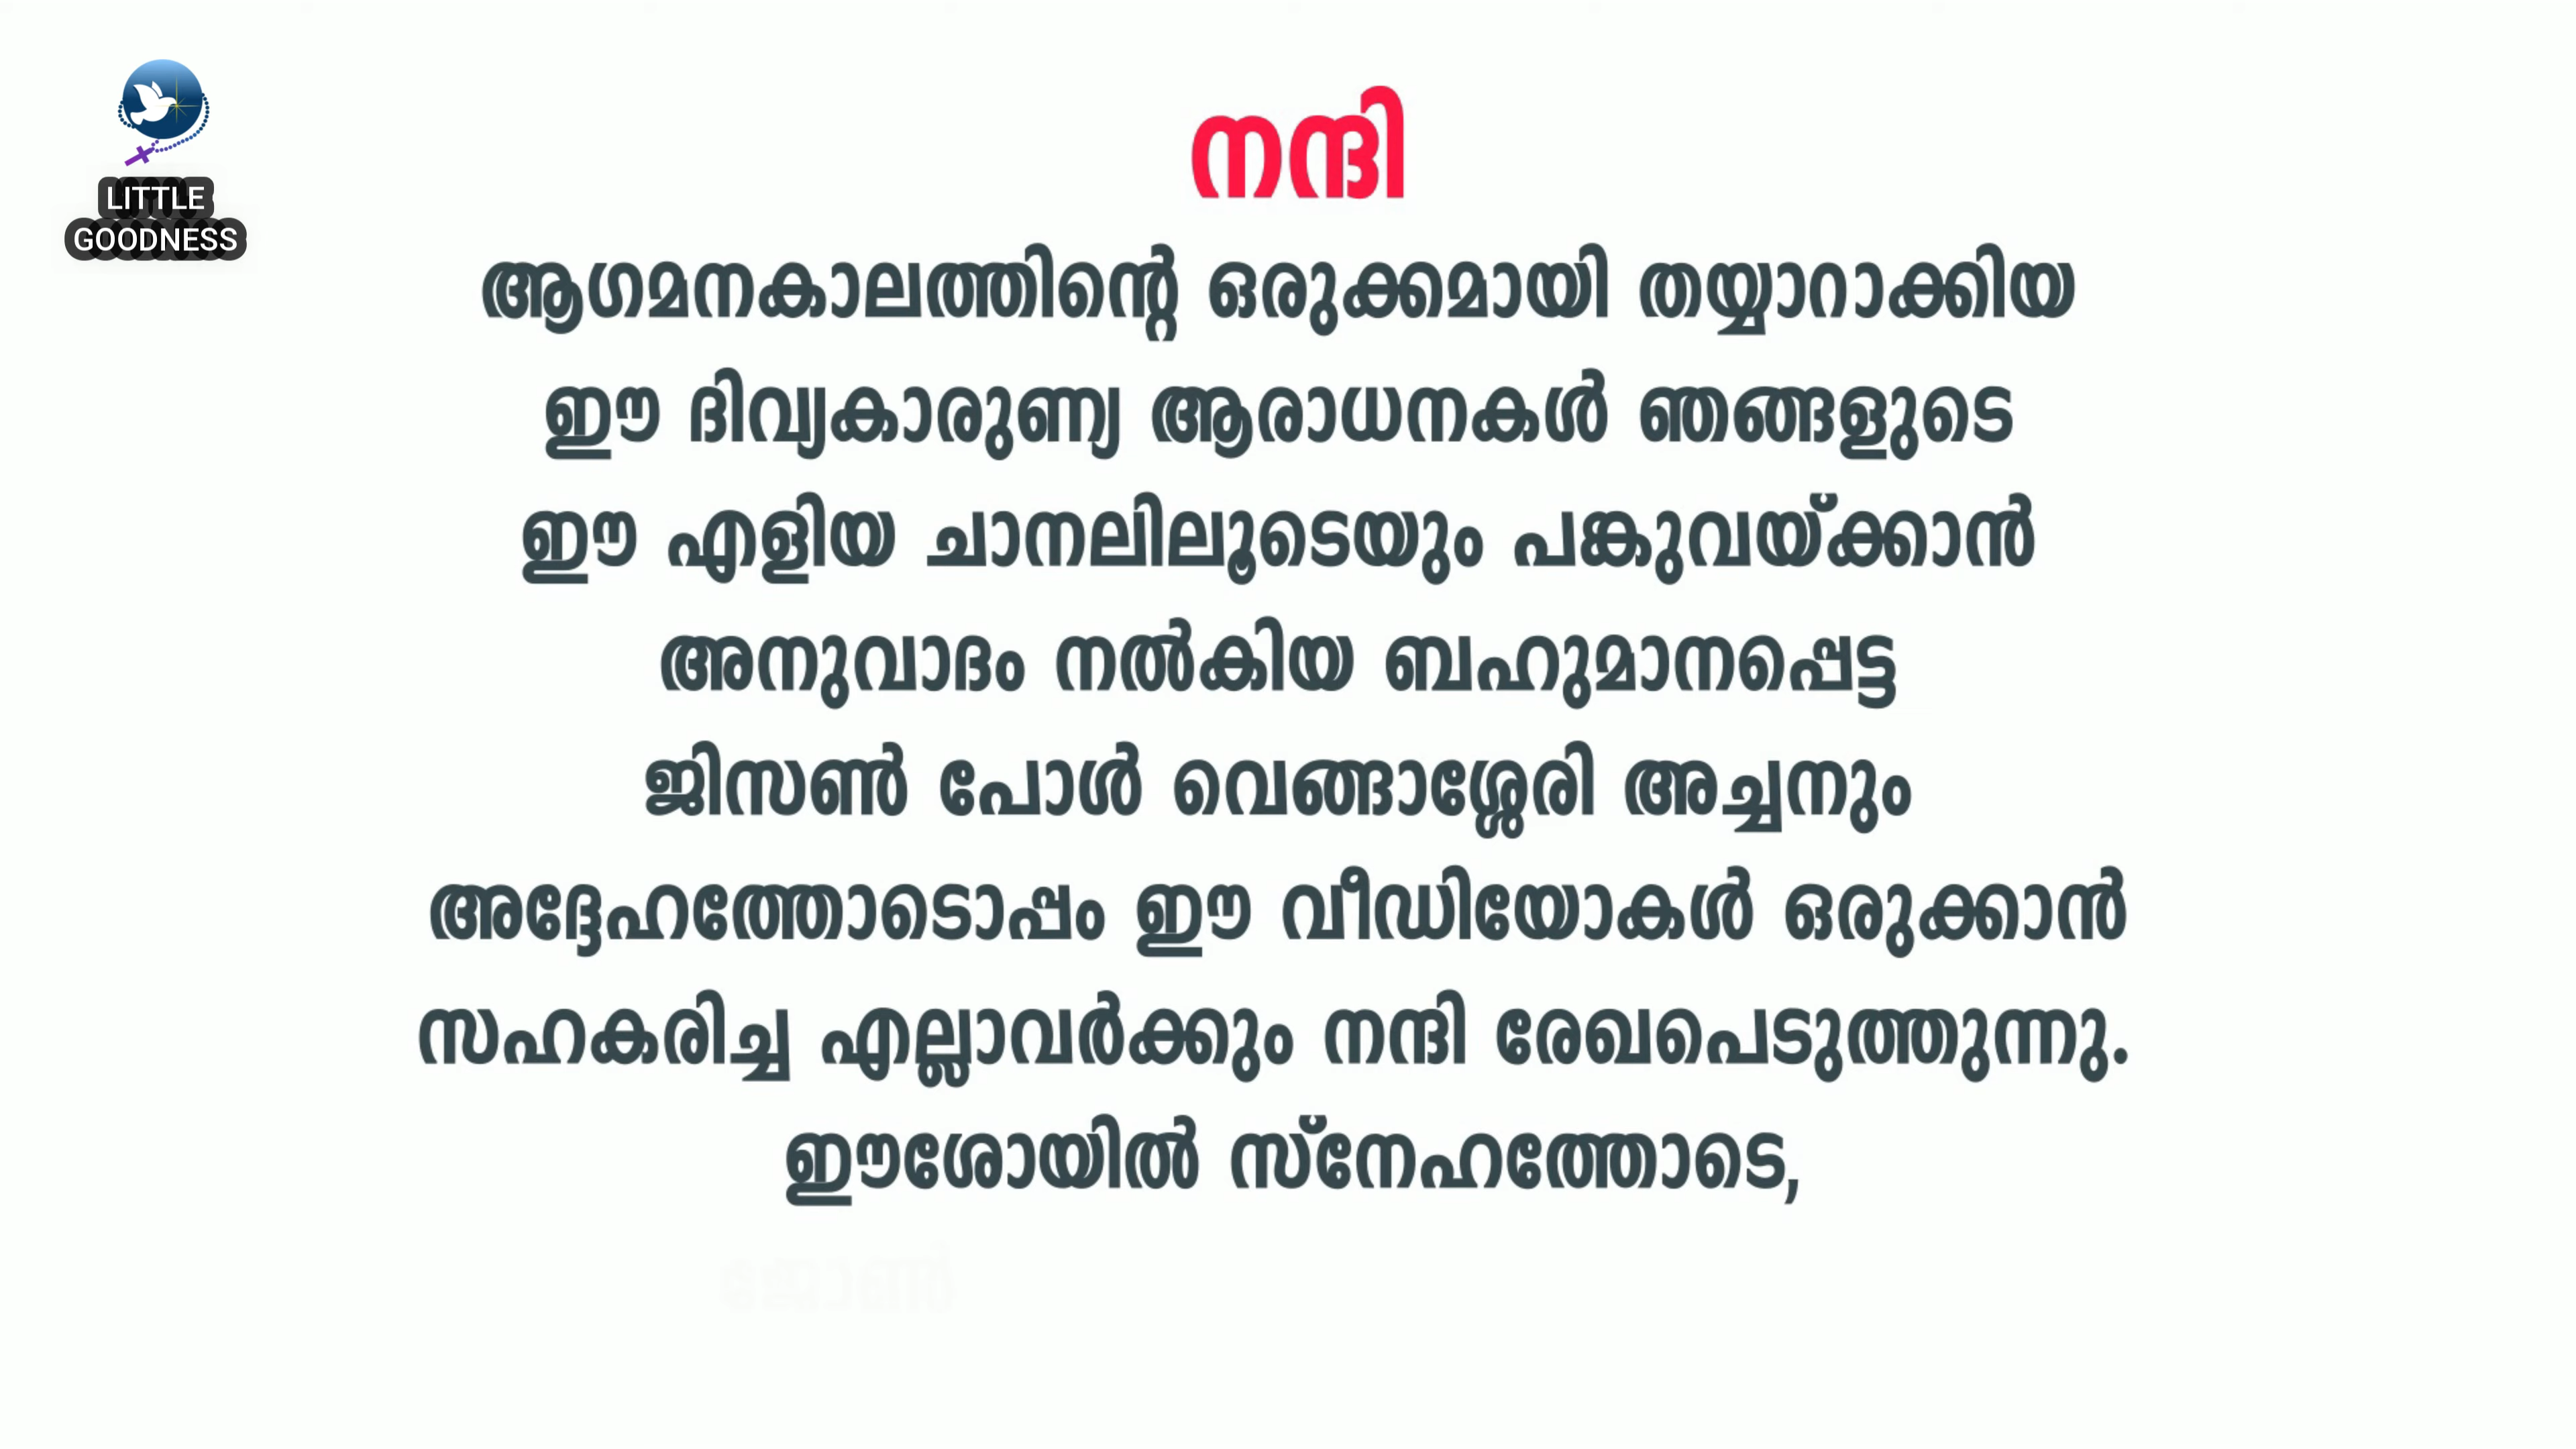 LITTLE
GOODNESS
നന്ദി
ആഗമനകാലത്തിന്റെ ഒരുക്കമായി തയ്യാറാക്കിയ
ഈ ദിവ്യകാരുണ്യ ആരാധനകൾ ഞങ്ങളുടെ
ഈ എളിയ ചാനലിലൂടെയും പങ്കുവയ്ക്കാൻ
അനുവാദം നൽകിയ ബഹുമാനപ്പെട്ട
ജിസൺ പോൾ വെങ്ങാശ്ശേരി അച്ചനും
അദ്ദേഹത്തോടൊപ്പം ഈ വീഡിയോകൾ ഒരുക്കാൻ
സഹകരിച്ച എല്ലാവർക്കും നന്ദി രേഖപെടുത്തുന്നു.
ഈശോയിൽ സ്നേഹത്തോടെ,
ജോൺ